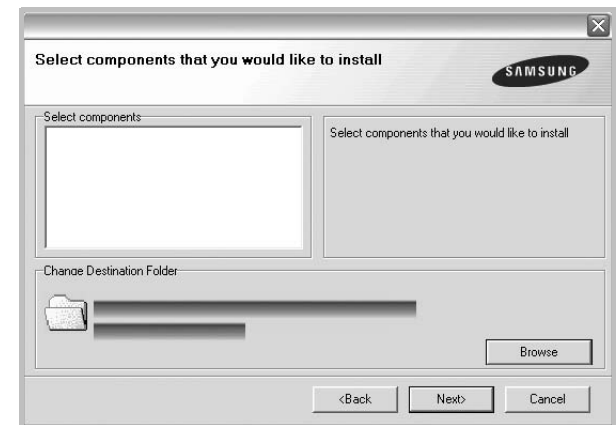 Select components that you would like to install
SAMSUNG
Select components
Select components that you would like to install
Change Destination Folder
Browse
<Back
Next>
Cancel